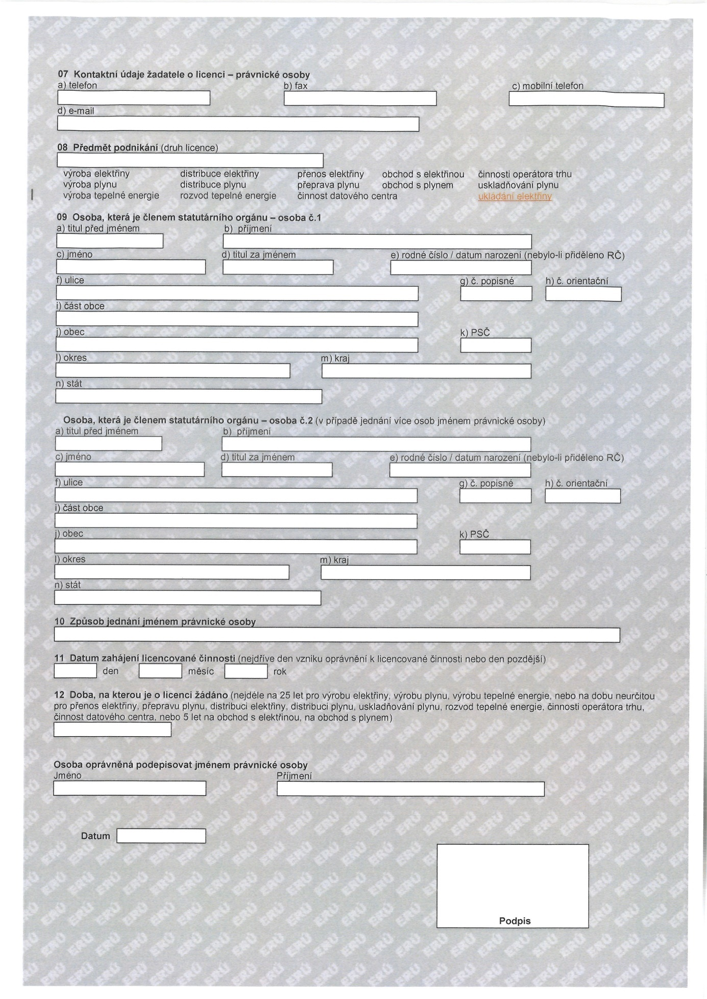 07 Kontaktní údaje žadatele o licenci – právnické osoby
a) telefon b) fax c) mobilní telefon
d) e-mail
08 Předmět podnikání (druh licence)
výroba elektřiny distribuce elektřiny přenos elektřiny obchod s elektřinou činnosti operátora trhu
výroba plynu distribuce plynu přeprava plynu obchod s plynem uskladňování plynu
výroba tepelné energie rozvod tepelné energie činnost datového centra ukládání elektřiny
09 Osoba, která je členem statutárního orgánu – osoba č.1
a) titul před jménem b) příjmení
c) jméno d) titul za jménem e) rodné číslo / datum narození (nebylo-li přiděleno RČ)
f) ulice g) č. popisné h) č. orientační
i) část obce
j) obec k) PSČ
l) okres m) kraj
n) stát
Osoba, která je členem statutárního orgánu – osoba č.2 (v případě jednání více osob jménem právnické osoby)
a) titul před jménem b) příjmení
c) jméno d) titul za jménem e) rodné číslo / datum narození (nebylo-li přiděleno RČ)
f) ulice g) č. popisné h) č. orientační
i) část obce
j) obec k) PSČ
l) okres m) kraj
n) stát
10 Způsob jednání jménem právnické osoby
11 Datum zahájení licencované činnosti (nejdříve den vzniku oprávnění k licencované činnosti nebo den pozdější)
den měsíc rok
12 Doba, na kterou je o licenci žádáno (nejdéle na 25 let pro výrobu elektřiny, výrobu plynu, výrobu tepelné energie, nebo na dobu neurčitou
pro přenos elektřiny, přepravu plynu, distribuci elektřiny, distribuci plynu, uskladňování plynu, rozvod tepelné energie, činnosti operátora trhu,
činnost datového centra, nebo 5 let na obchod s elektřinou, na obchod s plynem)
Osoba oprávněná podepisovat jménem právnické osoby
Jméno Příjmení
Datum
Podpis